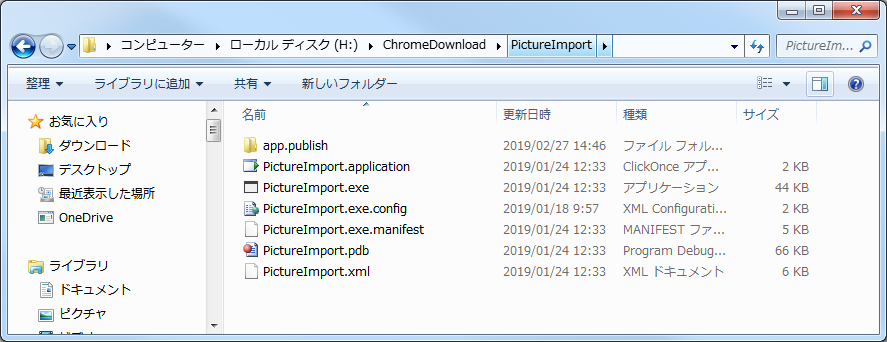 コンピューター ▸ ローカル ディスク (H:) ▸ ChromeDownload ▸ PictureImport ▸
PictureIm...
整理 ライブラリに追加 共有 新しいフォルダー
名前 更新日時 種類 サイズ
お気に入り
ダウンロード
デスクトップ
最近表示した場所
OneDrive
ライブラリ
ドキュメント
ピクチャ
app.publish 2019/02/27 14:46 ファイル フォル...
PictureImport.application 2019/01/24 12:33 ClickOnce アプ... 2 KB
PictureImport.exe 2019/01/24 12:33 アプリケーション 44 KB
PictureImport.exe.config 2019/01/18 9:57 XML Configurati... 2 KB
PictureImport.exe.manifest 2019/01/24 12:33 MANIFEST ファ... 5 KB
PictureImport.pdb 2019/01/24 12:33 Program Debug... 66 KB
PictureImport.xml 2019/01/24 12:33 XML ドキュメント 6 KB